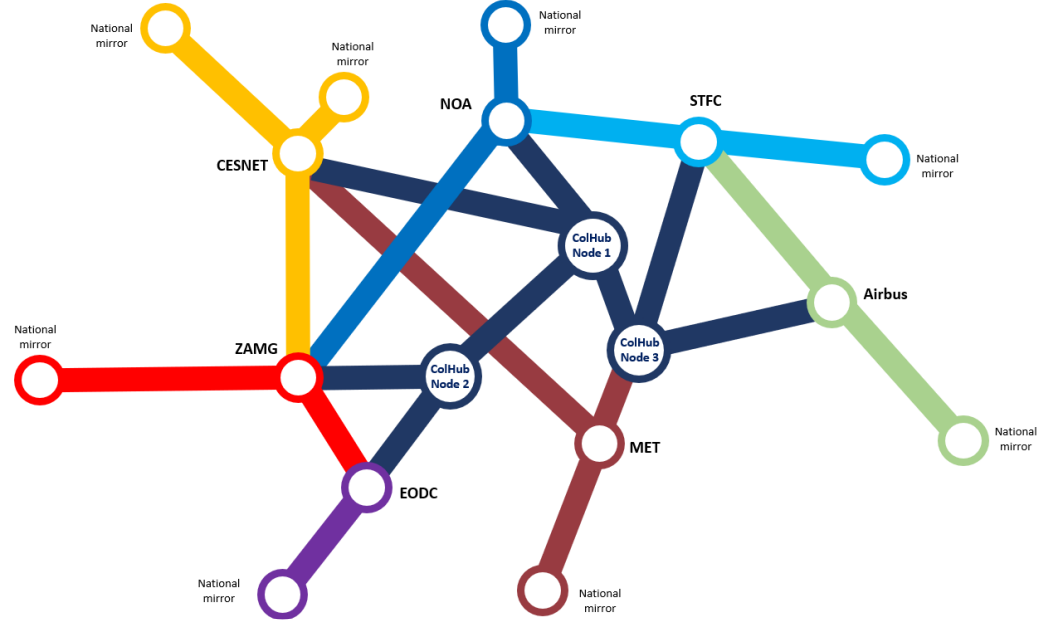 National
mirror
National
mirror
National
mirror
NOA
STFC
CESNET
National
mirror
ColHub
Node 1
Airbus
National
mirror
ZAMG
ColHub
Node 2
ColHub
Node 3
MET
National
mirror
EODC
National
mirror
National
mirror